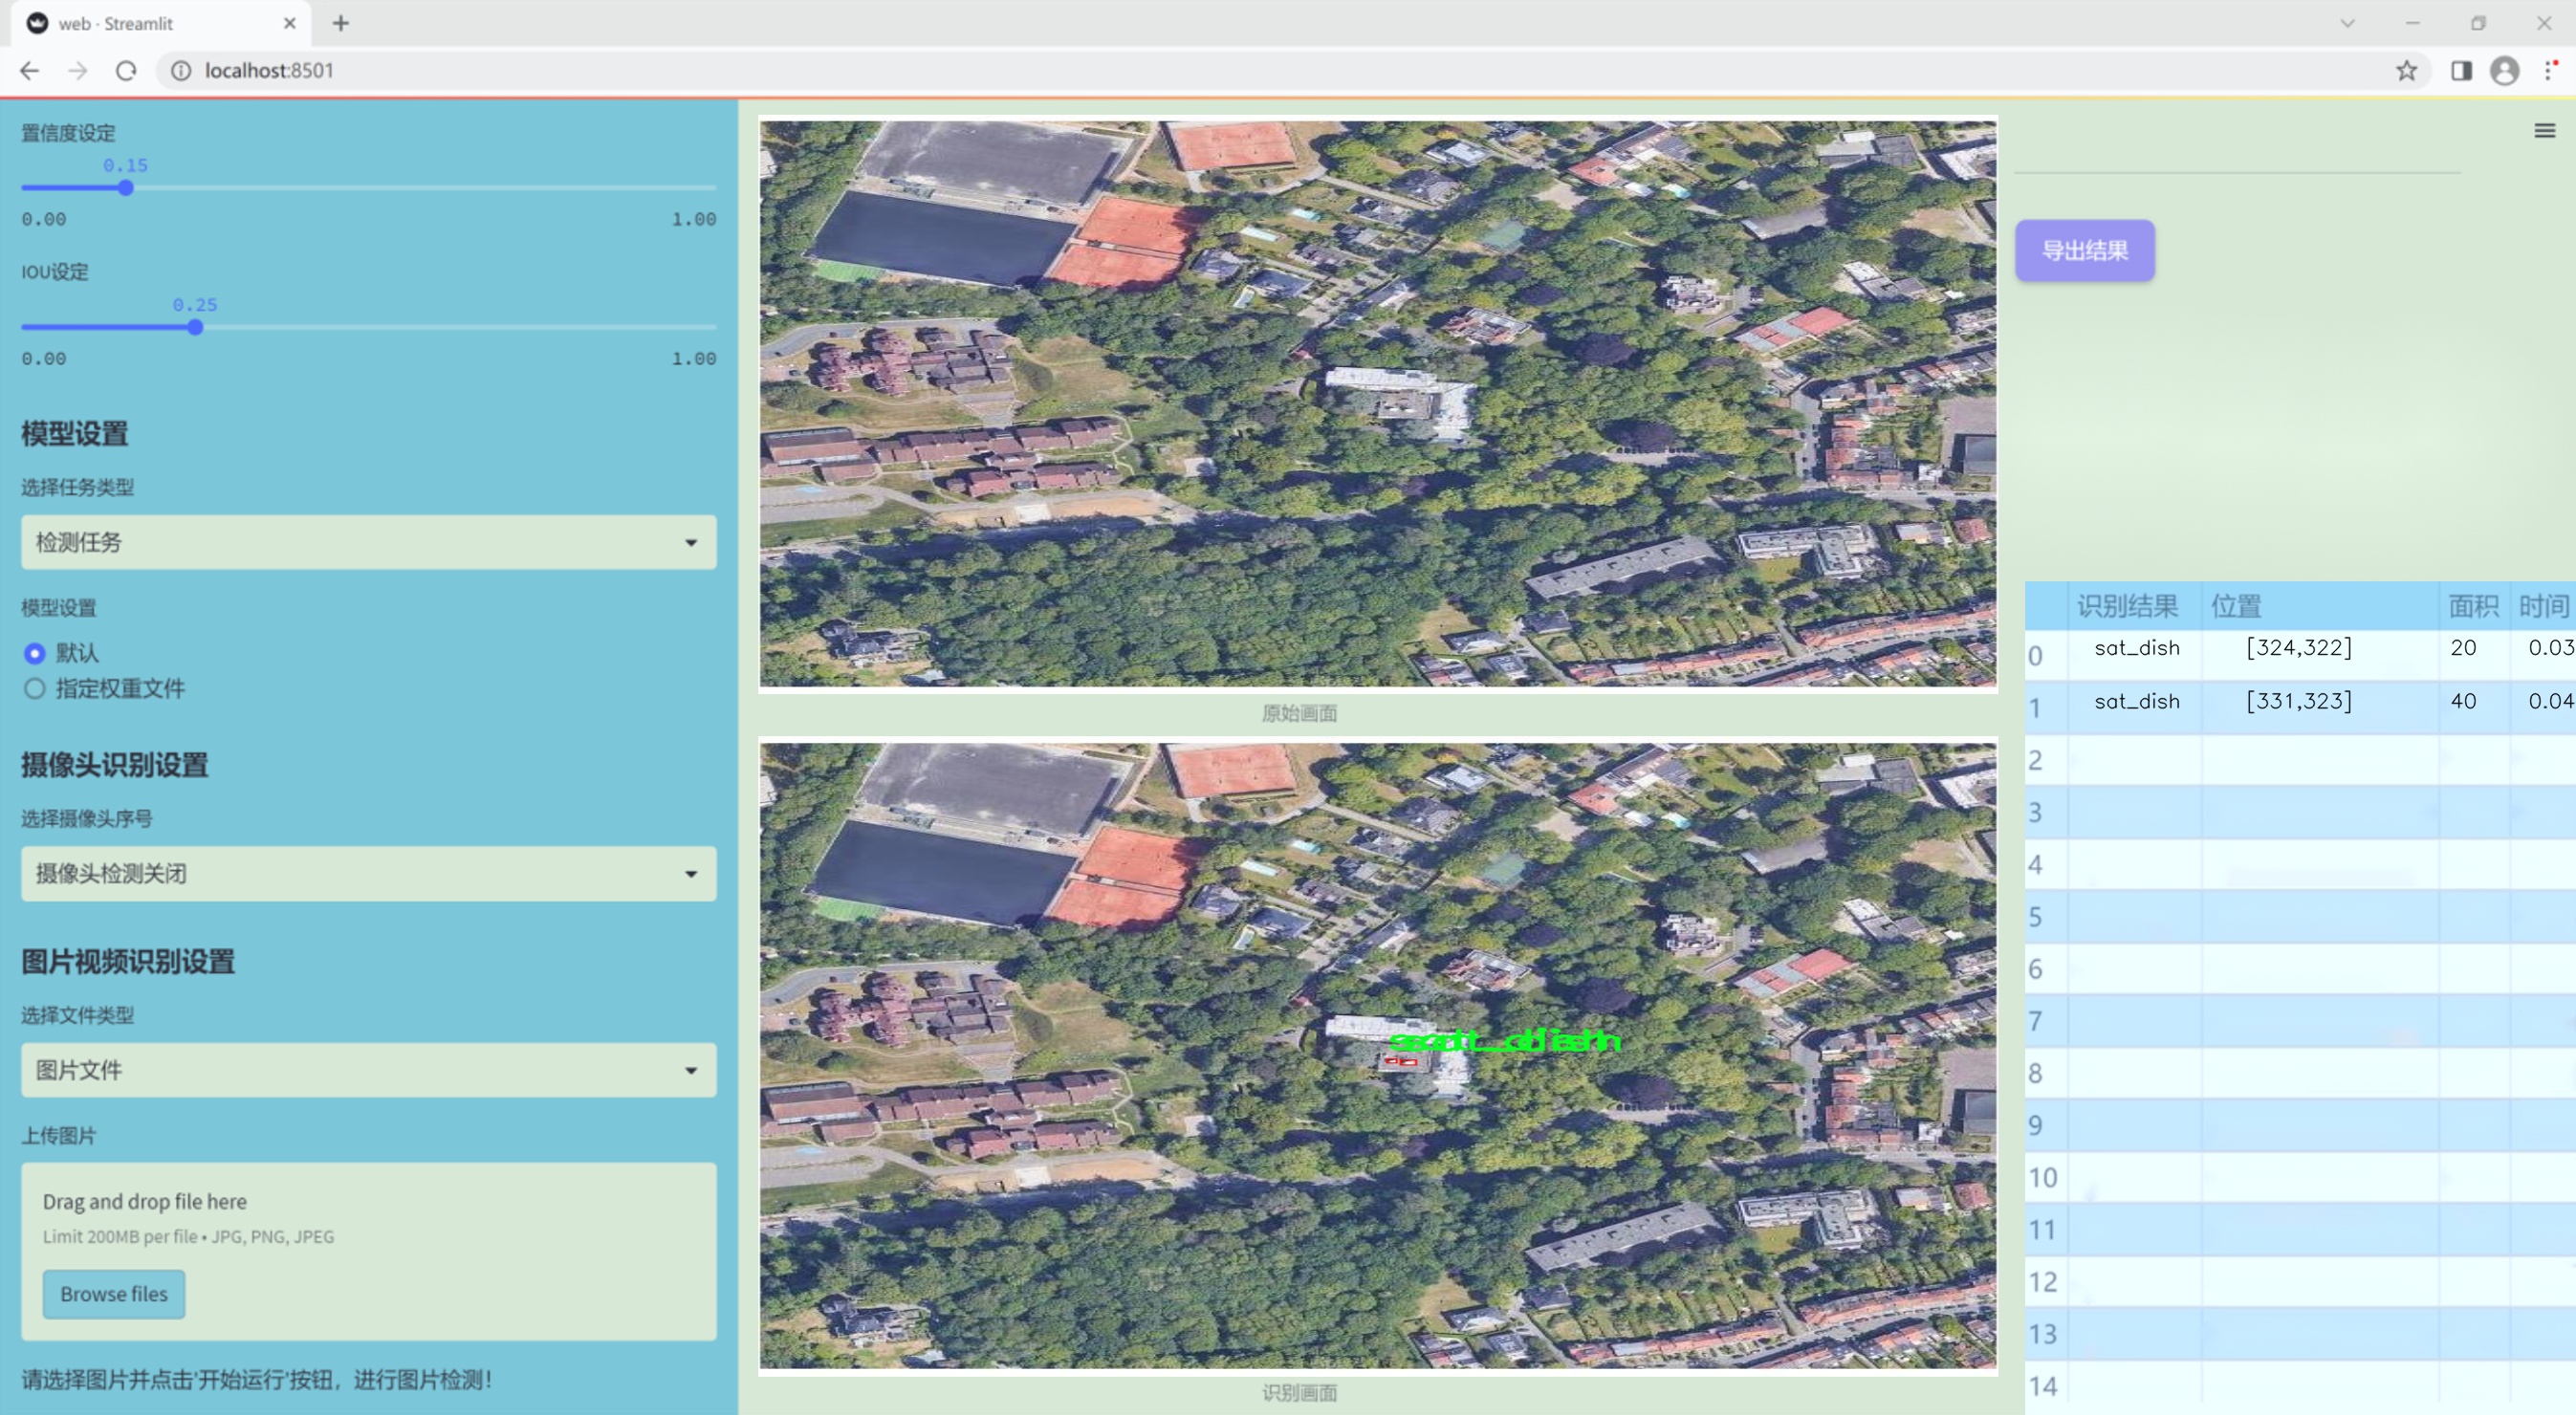 web · Streamlit
localhost:8501
置信度设定
0.15
0.00 1.00
IOU设定
0.25
0.00 1.00
模型设置
选择任务类型
检测任务
模型设置
默认
指定权重文件
摄像头识别设置
选择摄像头序号
摄像头检测关闭
图片视频识别设置
选择文件类型
图片文件
上传图片
Drag and drop file here
Limit 200MB per file • JPG, PNG, JPEG
Browse files
请选择图片并点击'开始运行'按钮，进行图片检测！
原始画面
识别画面
导出结果
识别结果 位置 面积 时间
0 sat_dish [324,322] 20 0.03
1 sat_dish [331,323] 40 0.04
2
3
4
5
6
7
8
9
10
11
12
13
14